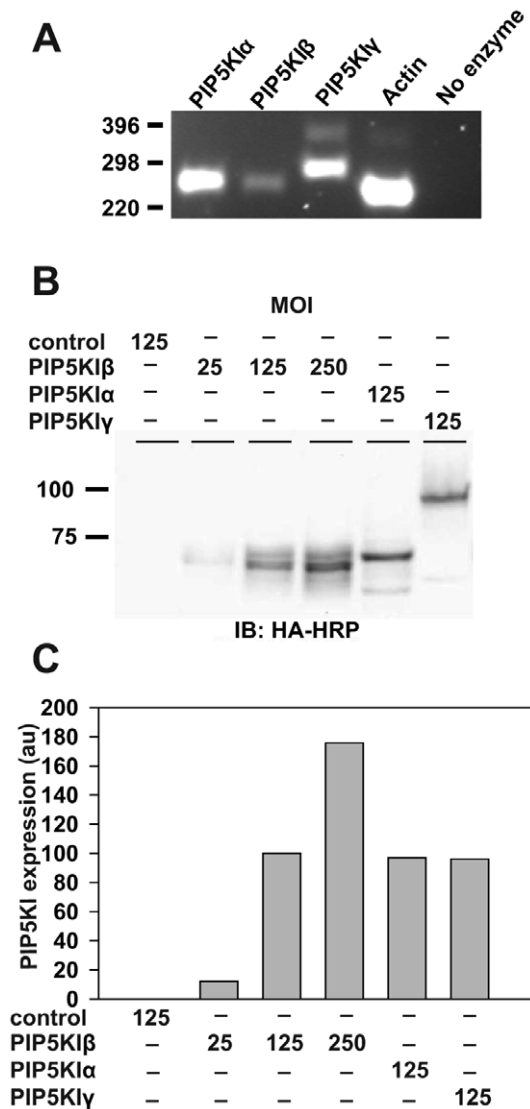 A
PIP5KIα PIP5KIβ PIP5KIγ Actin No enzyme
396
298
220
B
MOI
control 125 – – – – –
PIP5KIβ – 25 125 250 – –
PIP5KIα – – – – 125 –
PIP5KIγ – – – – – 125
100
75
IB: HA-HRP
C
PIP5KI expression (au)
200
180
160
140
120
100
80
60
40
20
0
control 125 – – – – –
PIP5KIβ – 25 125 250 – –
PIP5KIα – – – – 125 –
PIP5KIγ – – – – – 125